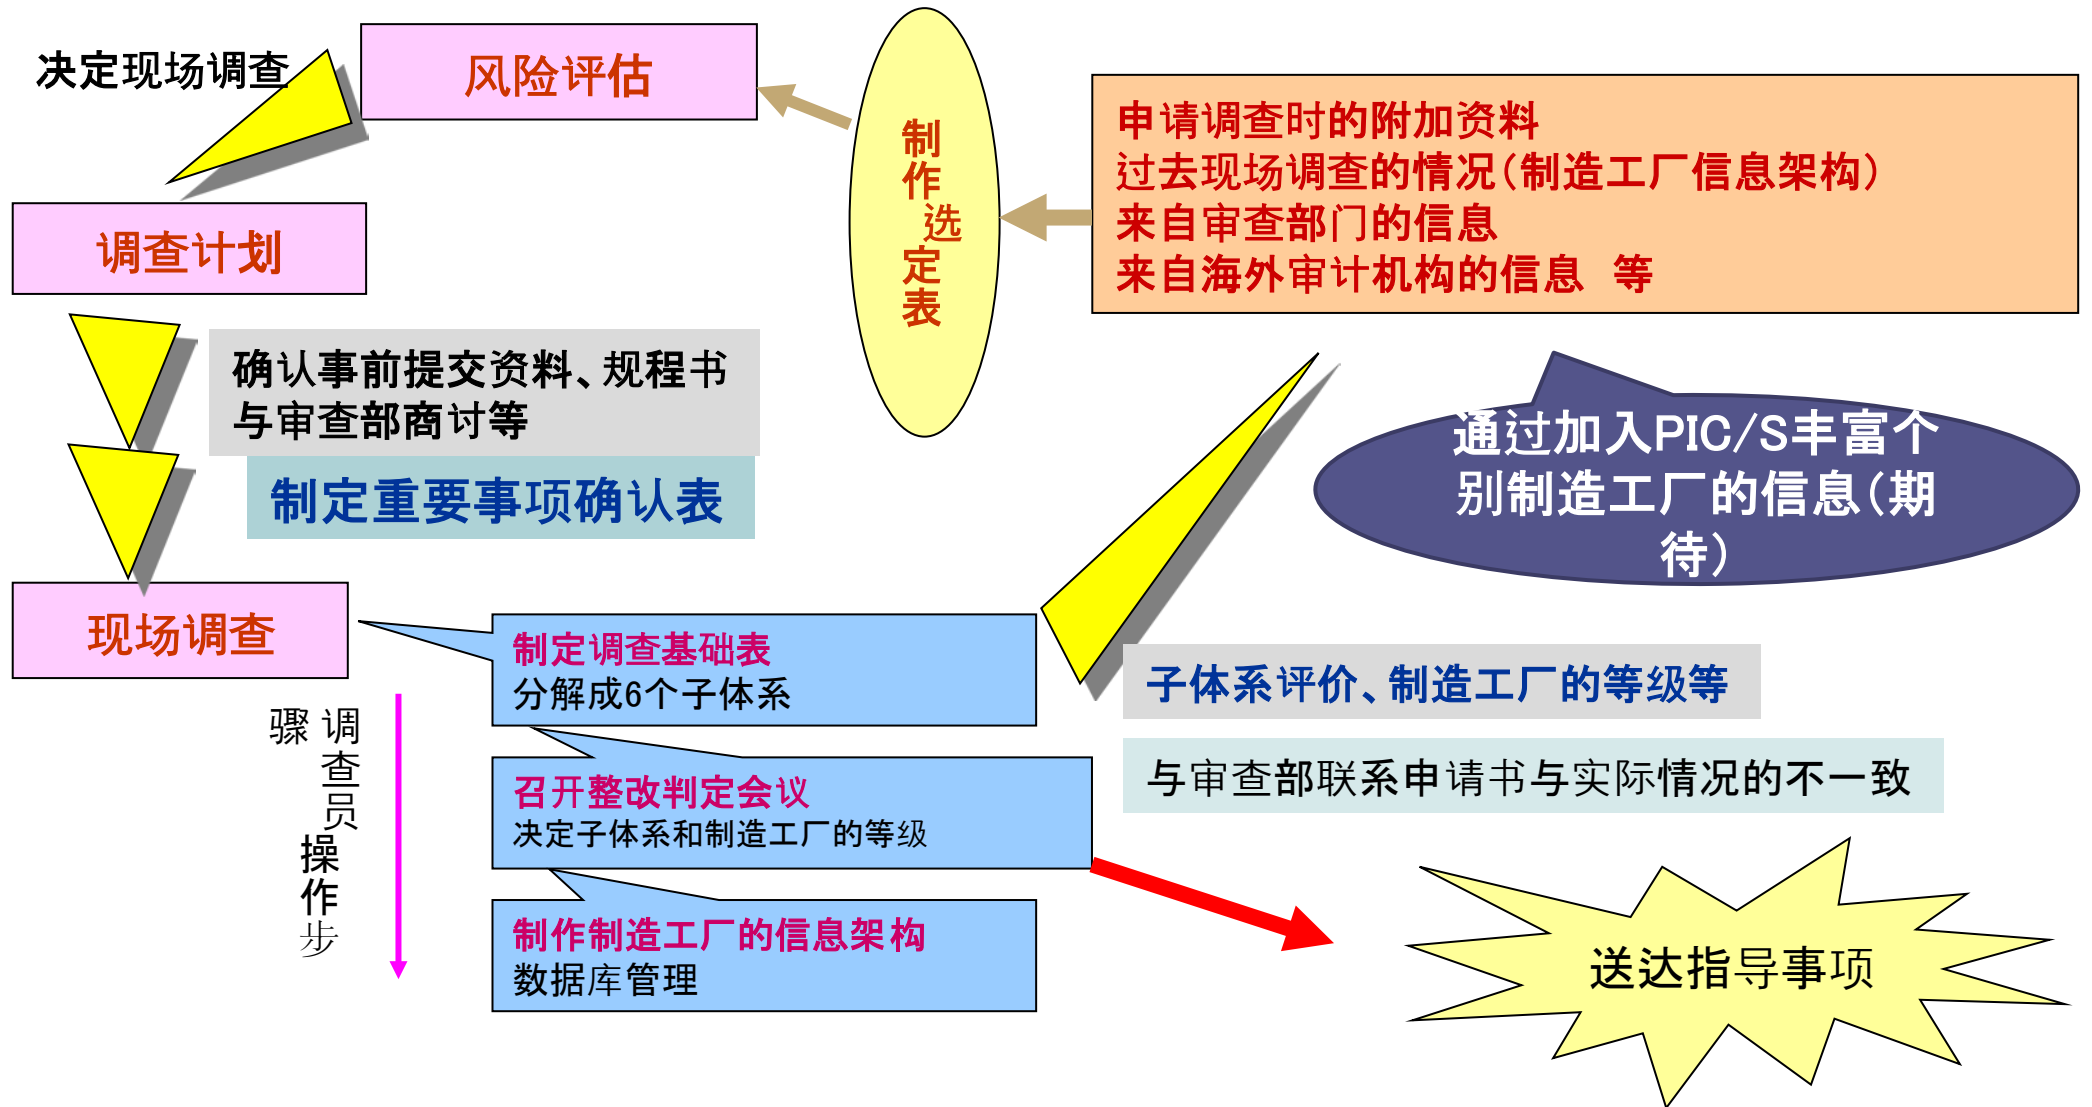 决定现场调查
风险评估
制作选定表
申请调查时的附加资料
过去现场调查的情况（制造工厂信息架构）
来自审查部门的信息
来自海外审计机构的信息　等
调查计划
确认事前提交资料、规程书
与审查部商讨等
制定重要事项确认表
通过加入PIC/S丰富个
别制造工厂的信息（期
待）
现场调查
制定调查基础表
分解成6个子体系
子体系评价、制造工厂的等级等
调查员操作步骤
召开整改判定会议
决定子体系和制造工厂的等级
与审查部联系申请书与实际情况的不一致
制作制造工厂的信息架构
数据库管理
送达指导事项